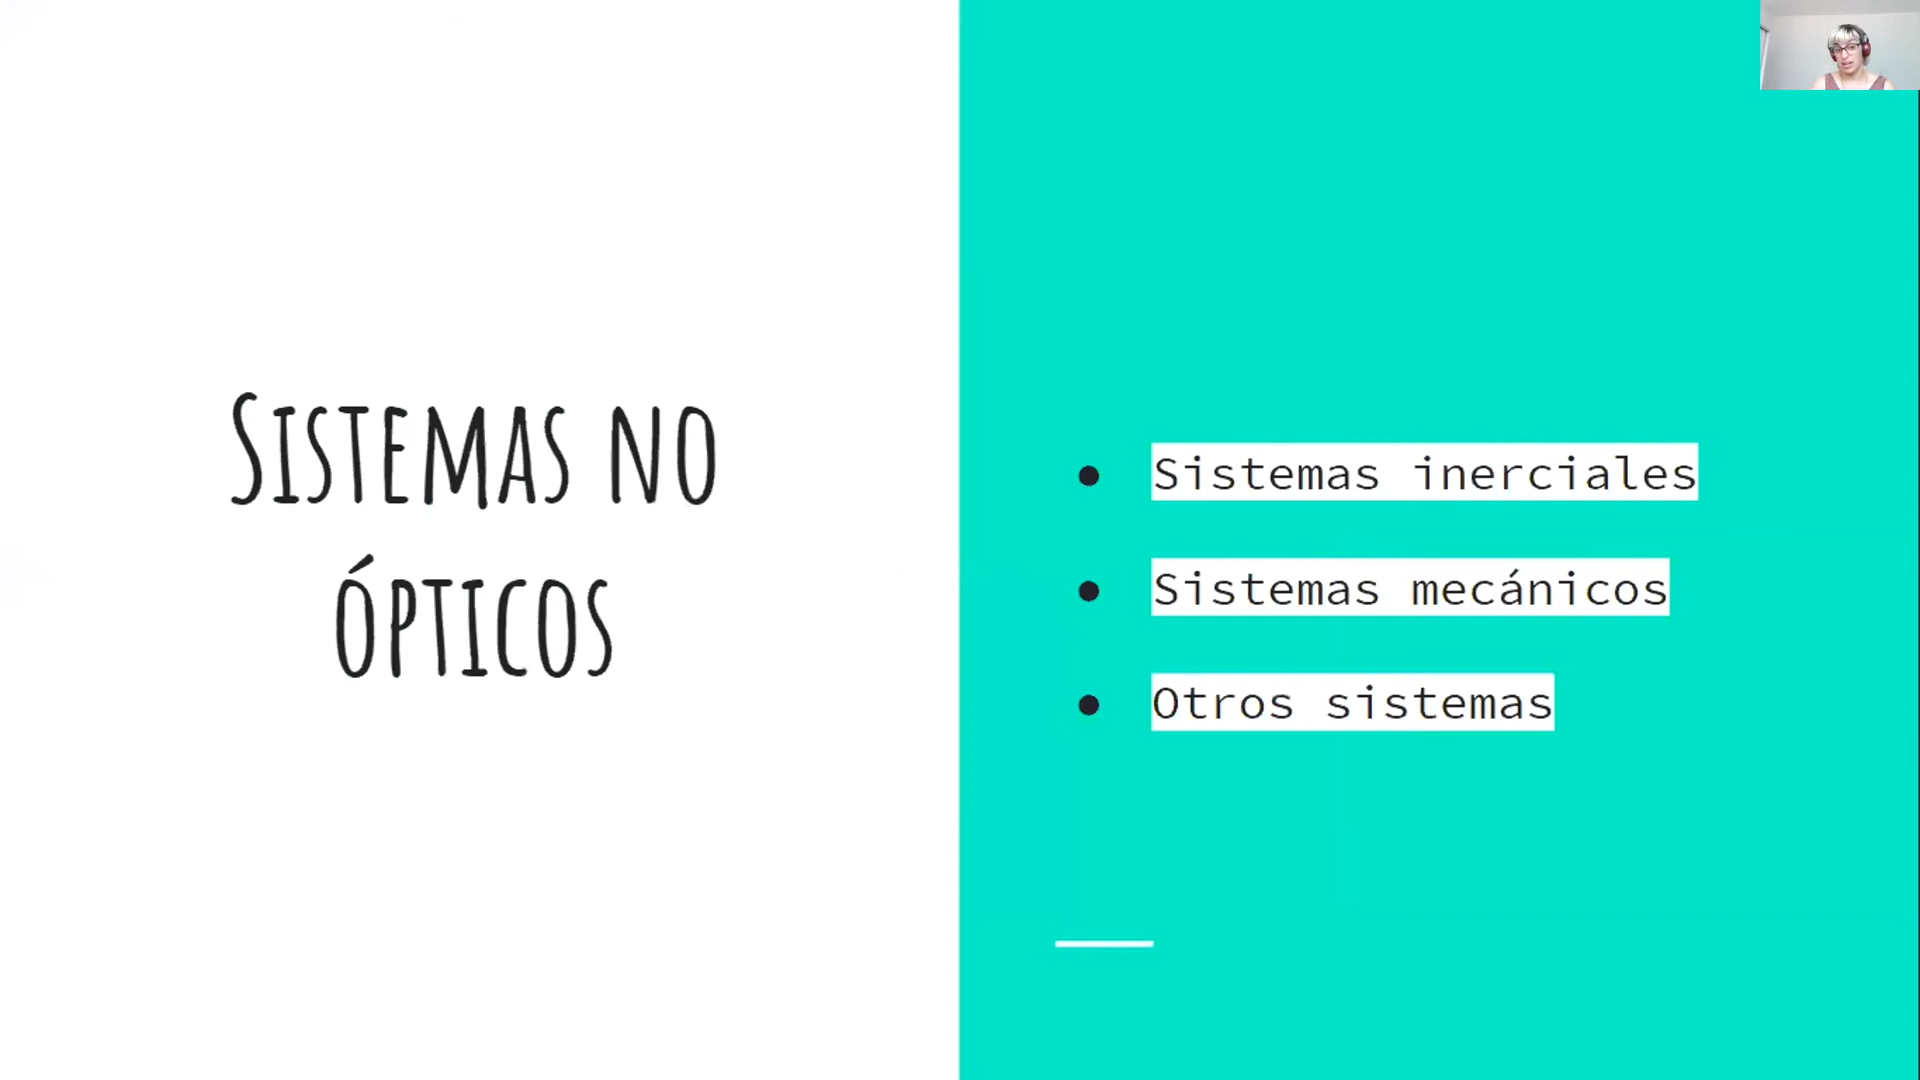 Sistemas no
ópticos
● Sistemas inerciales
● Sistemas mecánicos
● Otros sistemas